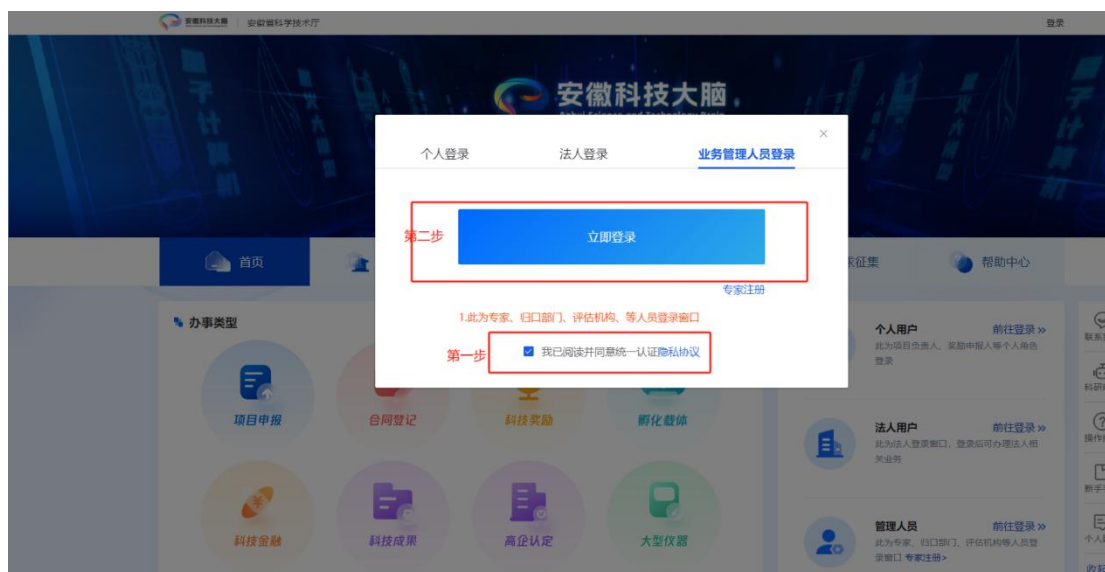 安徽科技大脑 安徽省科学技术厅
登录
安徽科技大脑
Anhui Science and Technology Brain
个人登录 法人登录 业务管理人员登录 ×
第二步
立即登录
专家注册
1.此为专家、归口部门、评估机构、等人员登录窗口
第一步
我已阅读并同意统一认证隐私协议
首页
求征集
帮助中心
办事类型
项目申报
合同登记
科技奖励
孵化载体
科技金融
科技成果
高企认定
大型仪器
个人用户 前往登录 »
此为项目负责人、奖励申报人等个人角色
登录
法人用户 前往登录 »
此为法人登录窗口，登录后可办理法人相
关业务
管理人员 前往登录 »
此为专家、归口部门、评估机构等人员登
录窗口 专家注册>